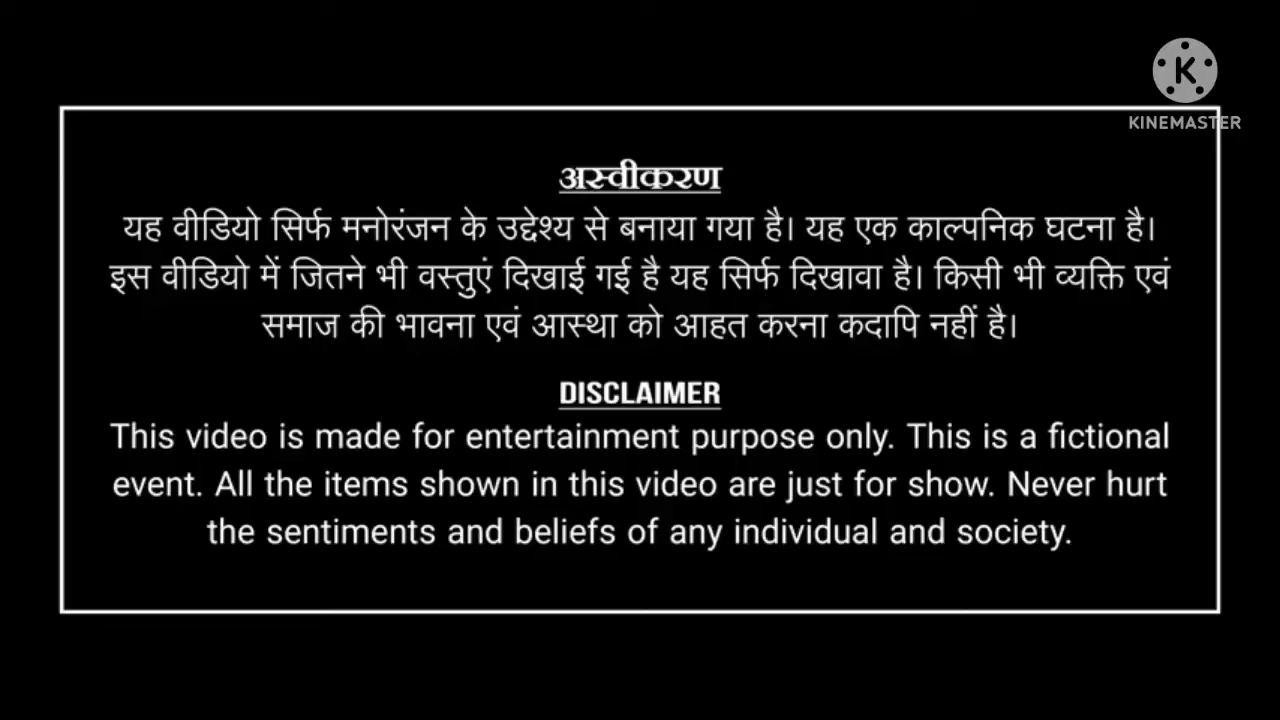 KINEMASTER
अस्वीकरण
यह वीडियो सिर्फ मनोरंजन के उद्देश्य से बनाया गया है। यह एक काल्पनिक घटना है।
इस वीडियो में जितने भी वस्तुएं दिखाई गई है यह सिर्फ दिखावा है। किसी भी व्यक्ति एवं
समाज की भावना एवं आस्था को आहत करना कदापि नहीं है।
DISCLAIMER
This video is made for entertainment purpose only. This is a fictional
event. All the items shown in this video are just for show. Never hurt
the sentiments and beliefs of any individual and society.